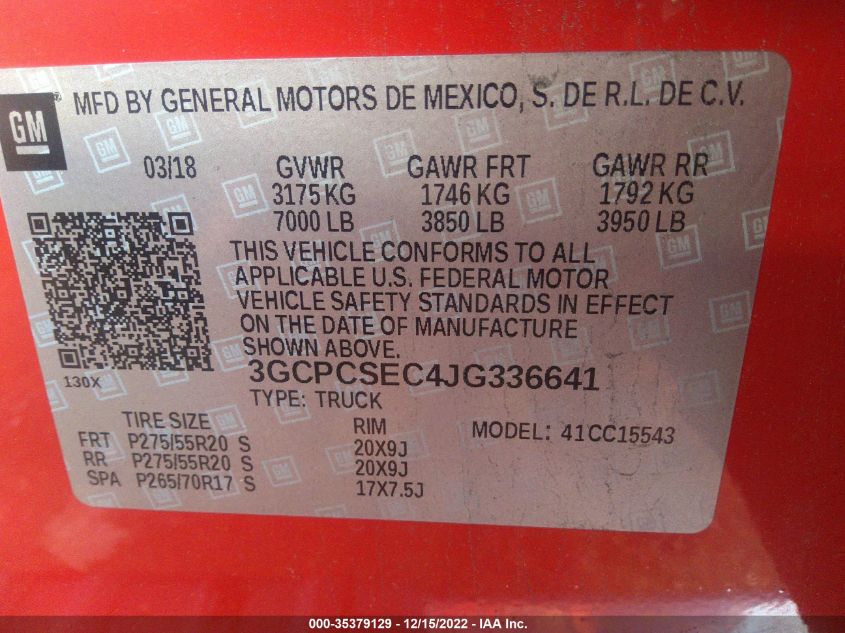 GM
MFD BY GENERAL MOTORS DE MEXICO, S. DE R.L. DE C.V.
03/18 GVWR GAWR FRT GAWR RR
3175 KG 1746 KG 1792 KG
7000 LB 3850 LB 3950 LB
THIS VEHICLE CONFORMS TO ALL
APPLICABLE U.S. FEDERAL MOTOR
VEHICLE SAFETY STANDARDS IN EFFECT
ON THE DATE OF MANUFACTURE
SHOWN ABOVE.
130X
3GCPCSEC4JG336641
TYPE: TRUCK
TIRE SIZE RIM MODEL: 41CC15543
FRT P275/55R20 S 20X9J
RR P275/55R20 S 20X9J
SPA P265/70R17 S 17X7.5J
000-35379129 - 12/15/2022 - IAA Inc.